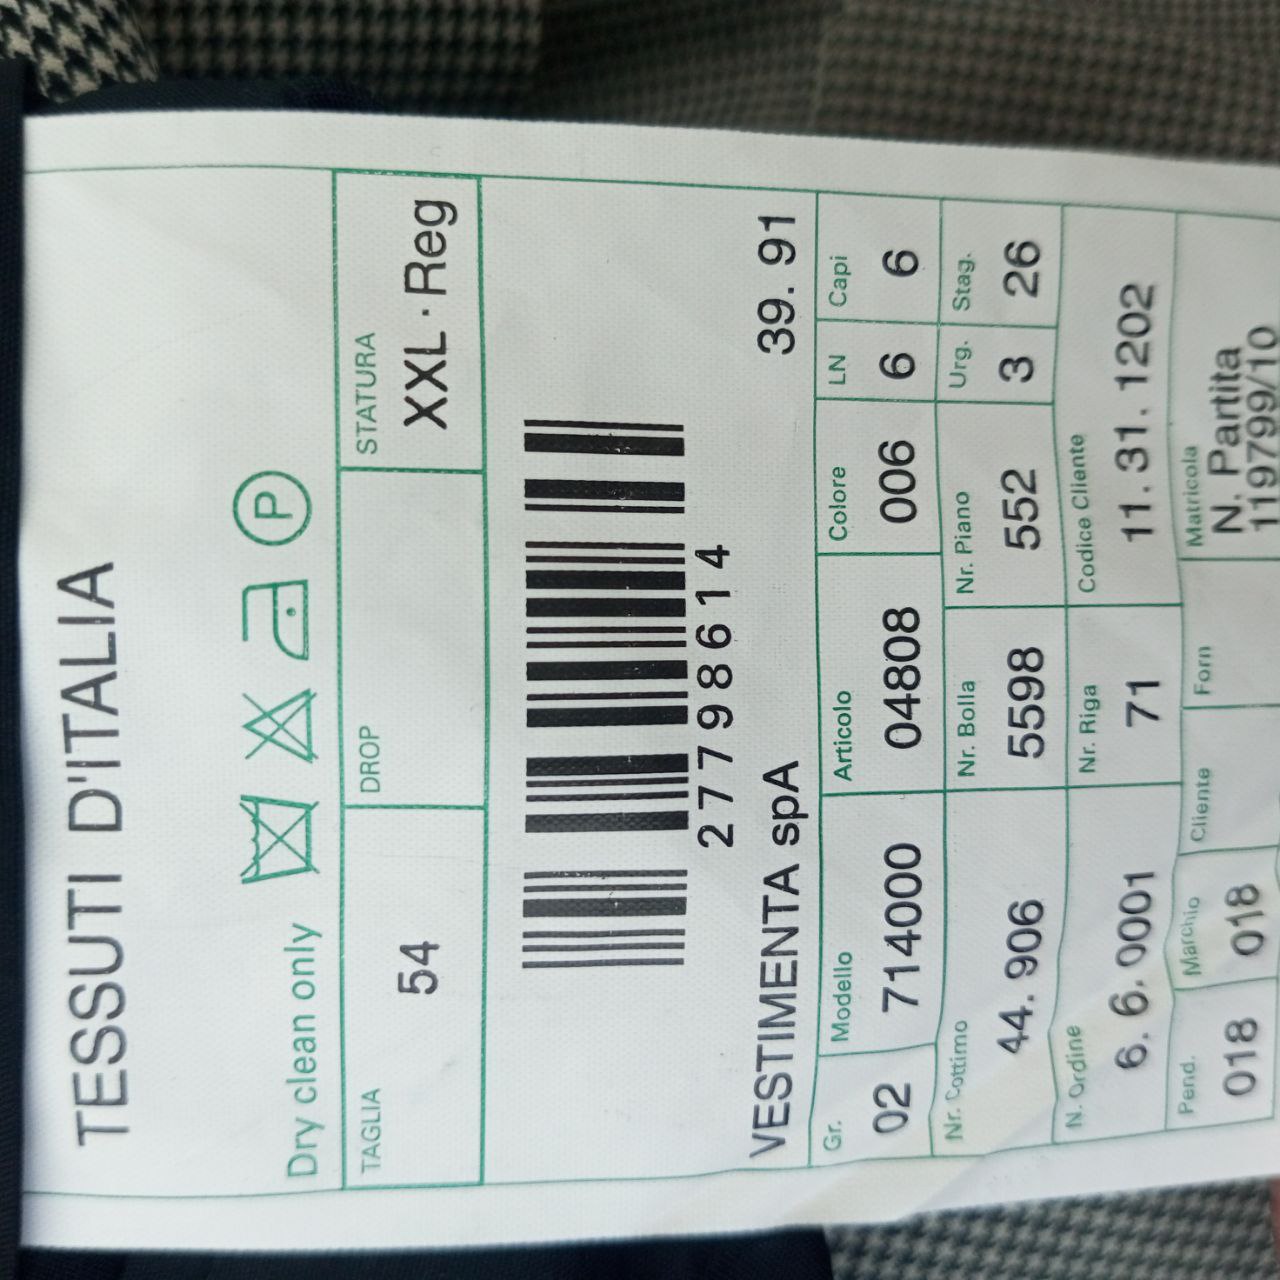 TESSUTI D'ITALIA
Dry clean only
P
TAGLIA DROP STATURA
54 XXL·Reg
27798614
VESTIMENTA spA 39.91
Gr. Modello Articolo Colore LN Capi
02 714000 04808 006 6 6
Nr. Cottimo Nr. Bolla Nr. Piano Urg. Stag.
44.906 5598 552 3 26
N. Ordine Nr. Riga Codice Cliente
6.6.0001 71 11.31.1202
Pend. Marchio Cliente Forn Matricola
018 018 N. Partita
119799/10